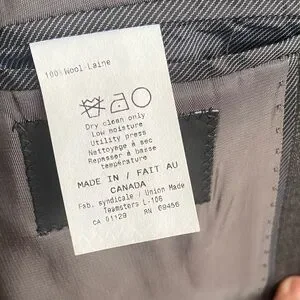 100% Wool-Laine
Dry clean only
Low moisture
Utility press
Nettoyage à sec
Repasser à basse
température
MADE IN / FAIT AU
CANADA
Fab. syndicale / Union Made
Teamsters L-106
CA 01129 RN 69456